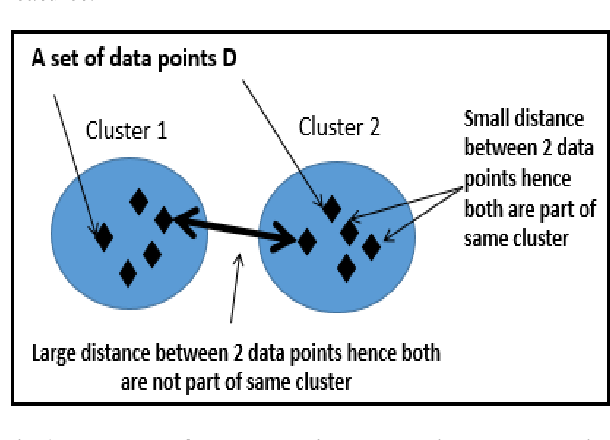 A set of data points D
Cluster 1
Cluster 2
Small distance
between 2 data
points hence
both are part of
same cluster
Large distance between 2 data points hence both
are not part of same cluster